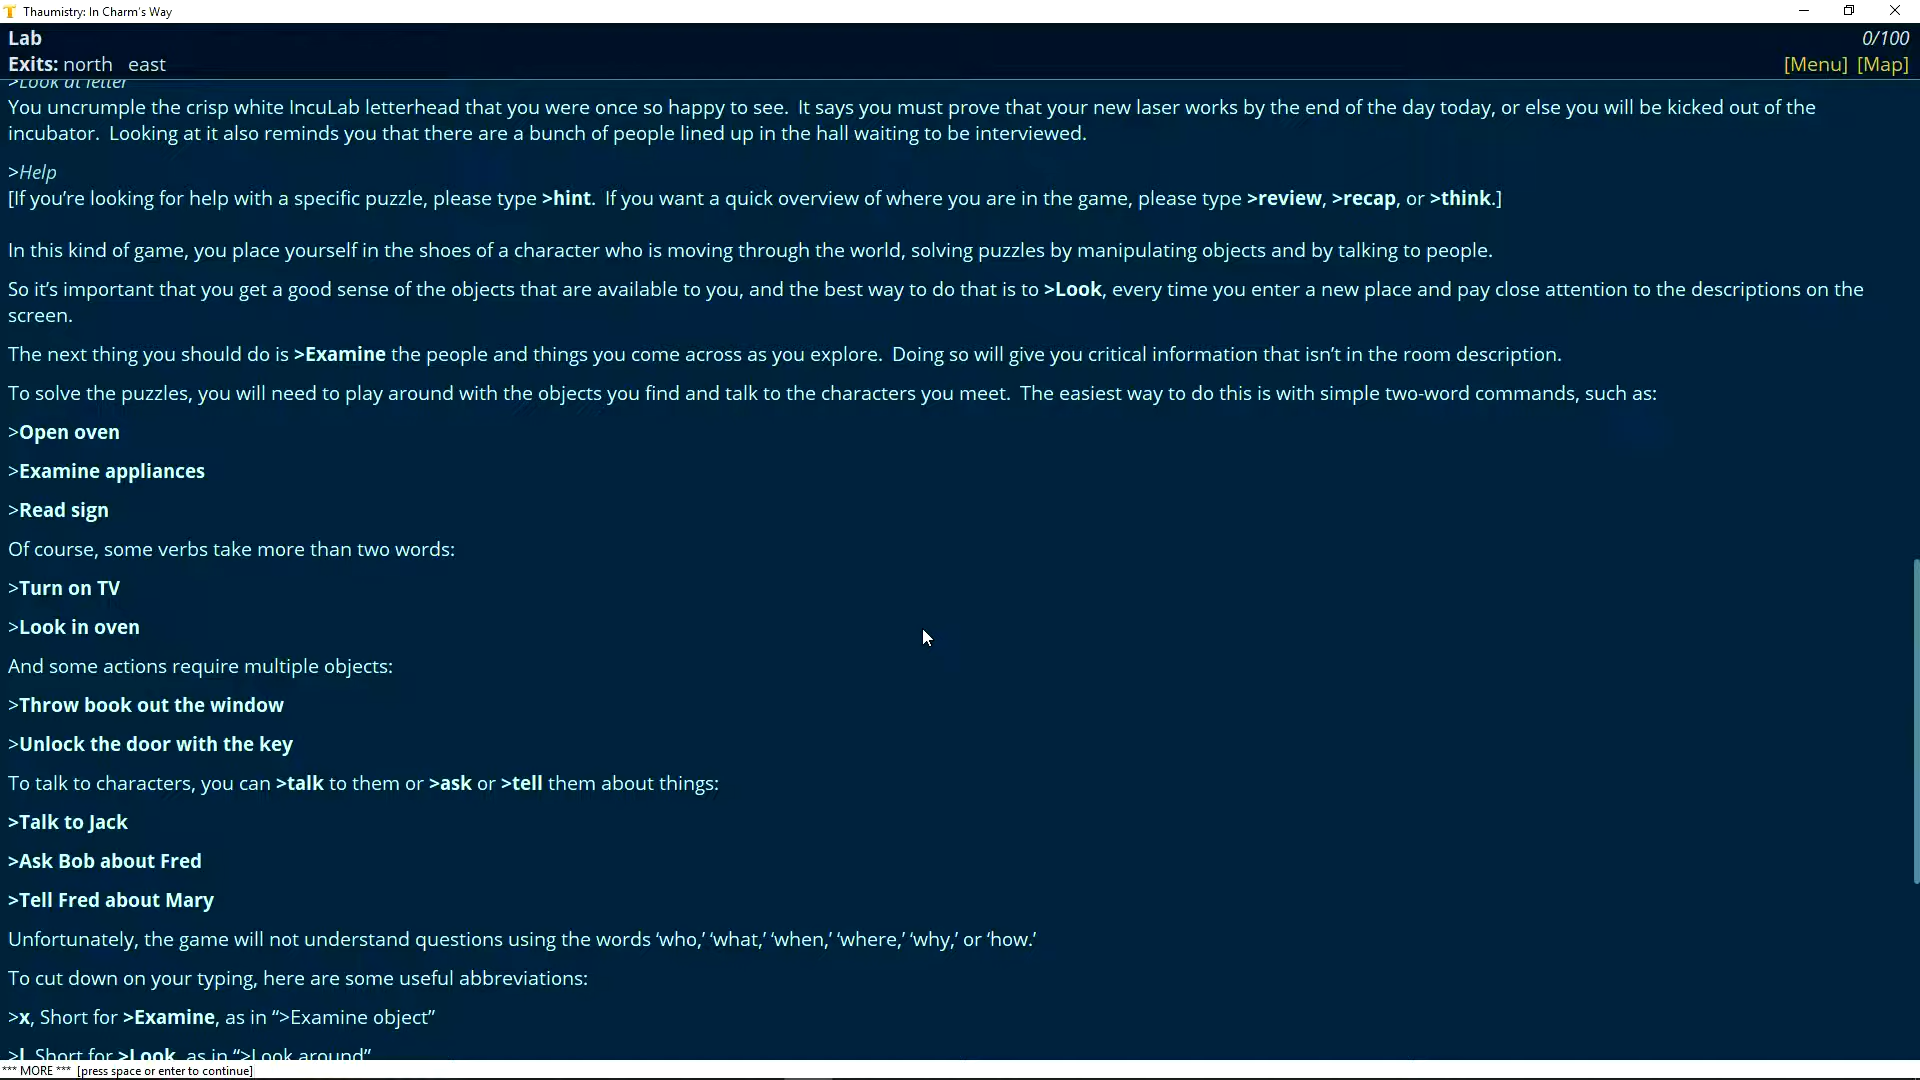 Thaumistry: In Charm's Way
Lab
0/100
Exits: north east
[Menu] [Map]
>Look at letter
You uncrumple the crisp white IncuLab letterhead that you were once so happy to see. It says you must prove that your new laser works by the end of the day today, or else you will be kicked out of the
incubator. Looking at it also reminds you that there are a bunch of people lined up in the hall waiting to be interviewed.
>Help
[If you’re looking for help with a specific puzzle, please type >hint. If you want a quick overview of where you are in the game, please type >review, >recap, or >think.]
In this kind of game, you place yourself in the shoes of a character who is moving through the world, solving puzzles by manipulating objects and by talking to people.
So it’s important that you get a good sense of the objects that are available to you, and the best way to do that is to >Look, every time you enter a new place and pay close attention to the descriptions on the
screen.
The next thing you should do is >Examine the people and things you come across as you explore. Doing so will give you critical information that isn’t in the room description.
To solve the puzzles, you will need to play around with the objects you find and talk to the characters you meet. The easiest way to do this is with simple two-word commands, such as:
>Open oven
>Examine appliances
>Read sign
Of course, some verbs take more than two words:
>Turn on TV
>Look in oven
And some actions require multiple objects:
>Throw book out the window
>Unlock the door with the key
To talk to characters, you can >talk to them or >ask or >tell them about things:
>Talk to Jack
>Ask Bob about Fred
>Tell Fred about Mary
Unfortunately, the game will not understand questions using the words ‘who,’ ‘what,’ ‘when,’ ‘where,’ ‘why,’ or ‘how.’
To cut down on your typing, here are some useful abbreviations:
>x, Short for >Examine, as in “>Examine object”
>l, Short for >Look, as in “>Look around”
*** MORE *** [press space or enter to continue]